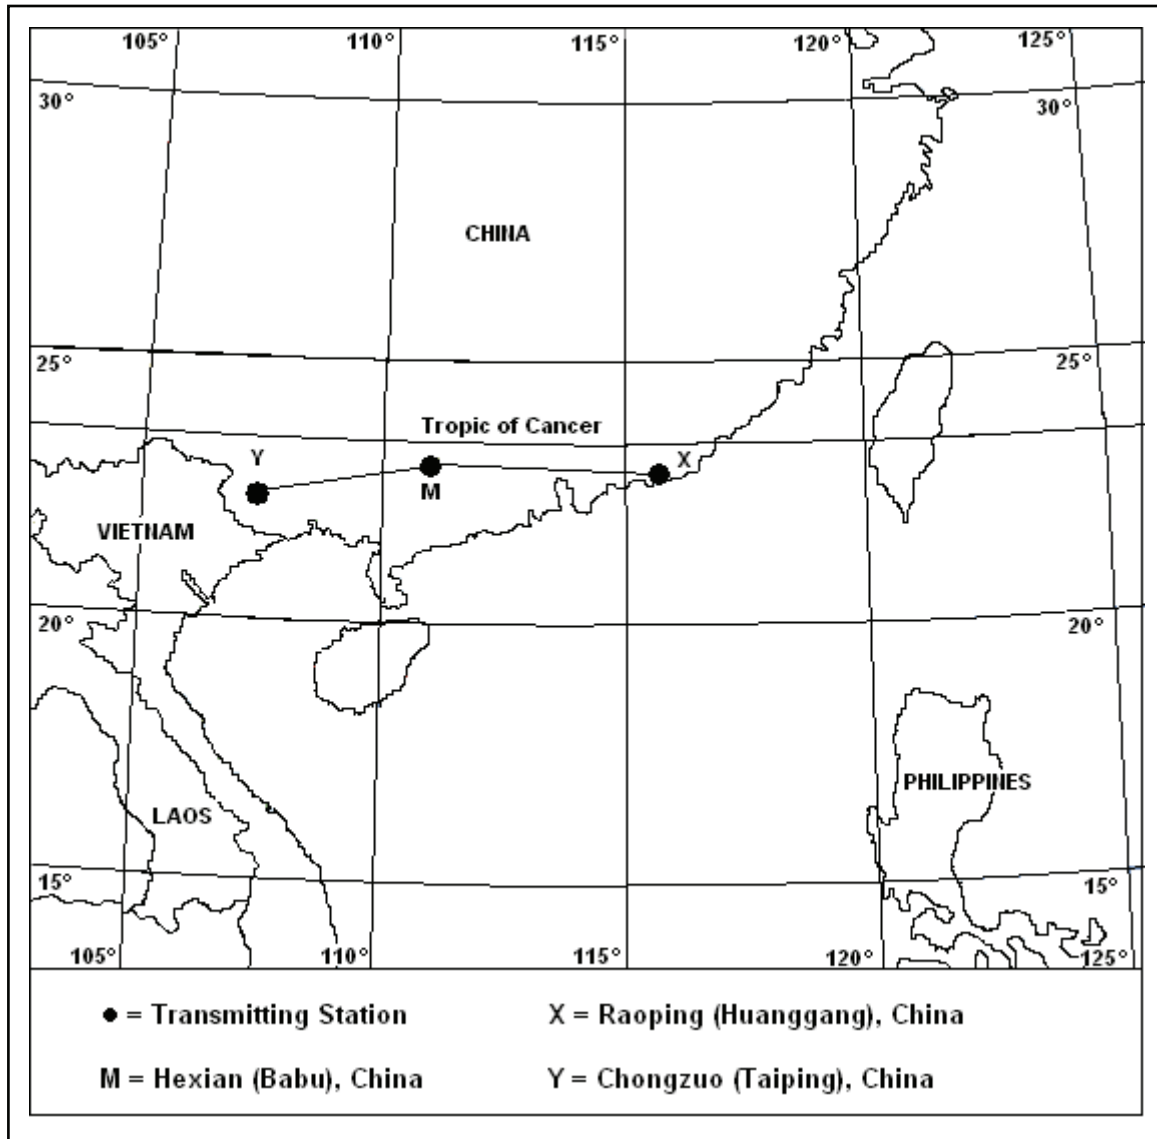 105° 110° 115° 120° 125°
30° 30°
CHINA
25° 25°
Tropic of Cancer
Y X
M
VIETNAM
20° 20°
PHILIPPINES
LAOS
15° 15°
105° 110° 115° 120° 125°
● = Transmitting Station X = Raoping (Huanggang), China
M = Hexian (Babu), China Y = Chongzuo (Taiping), China